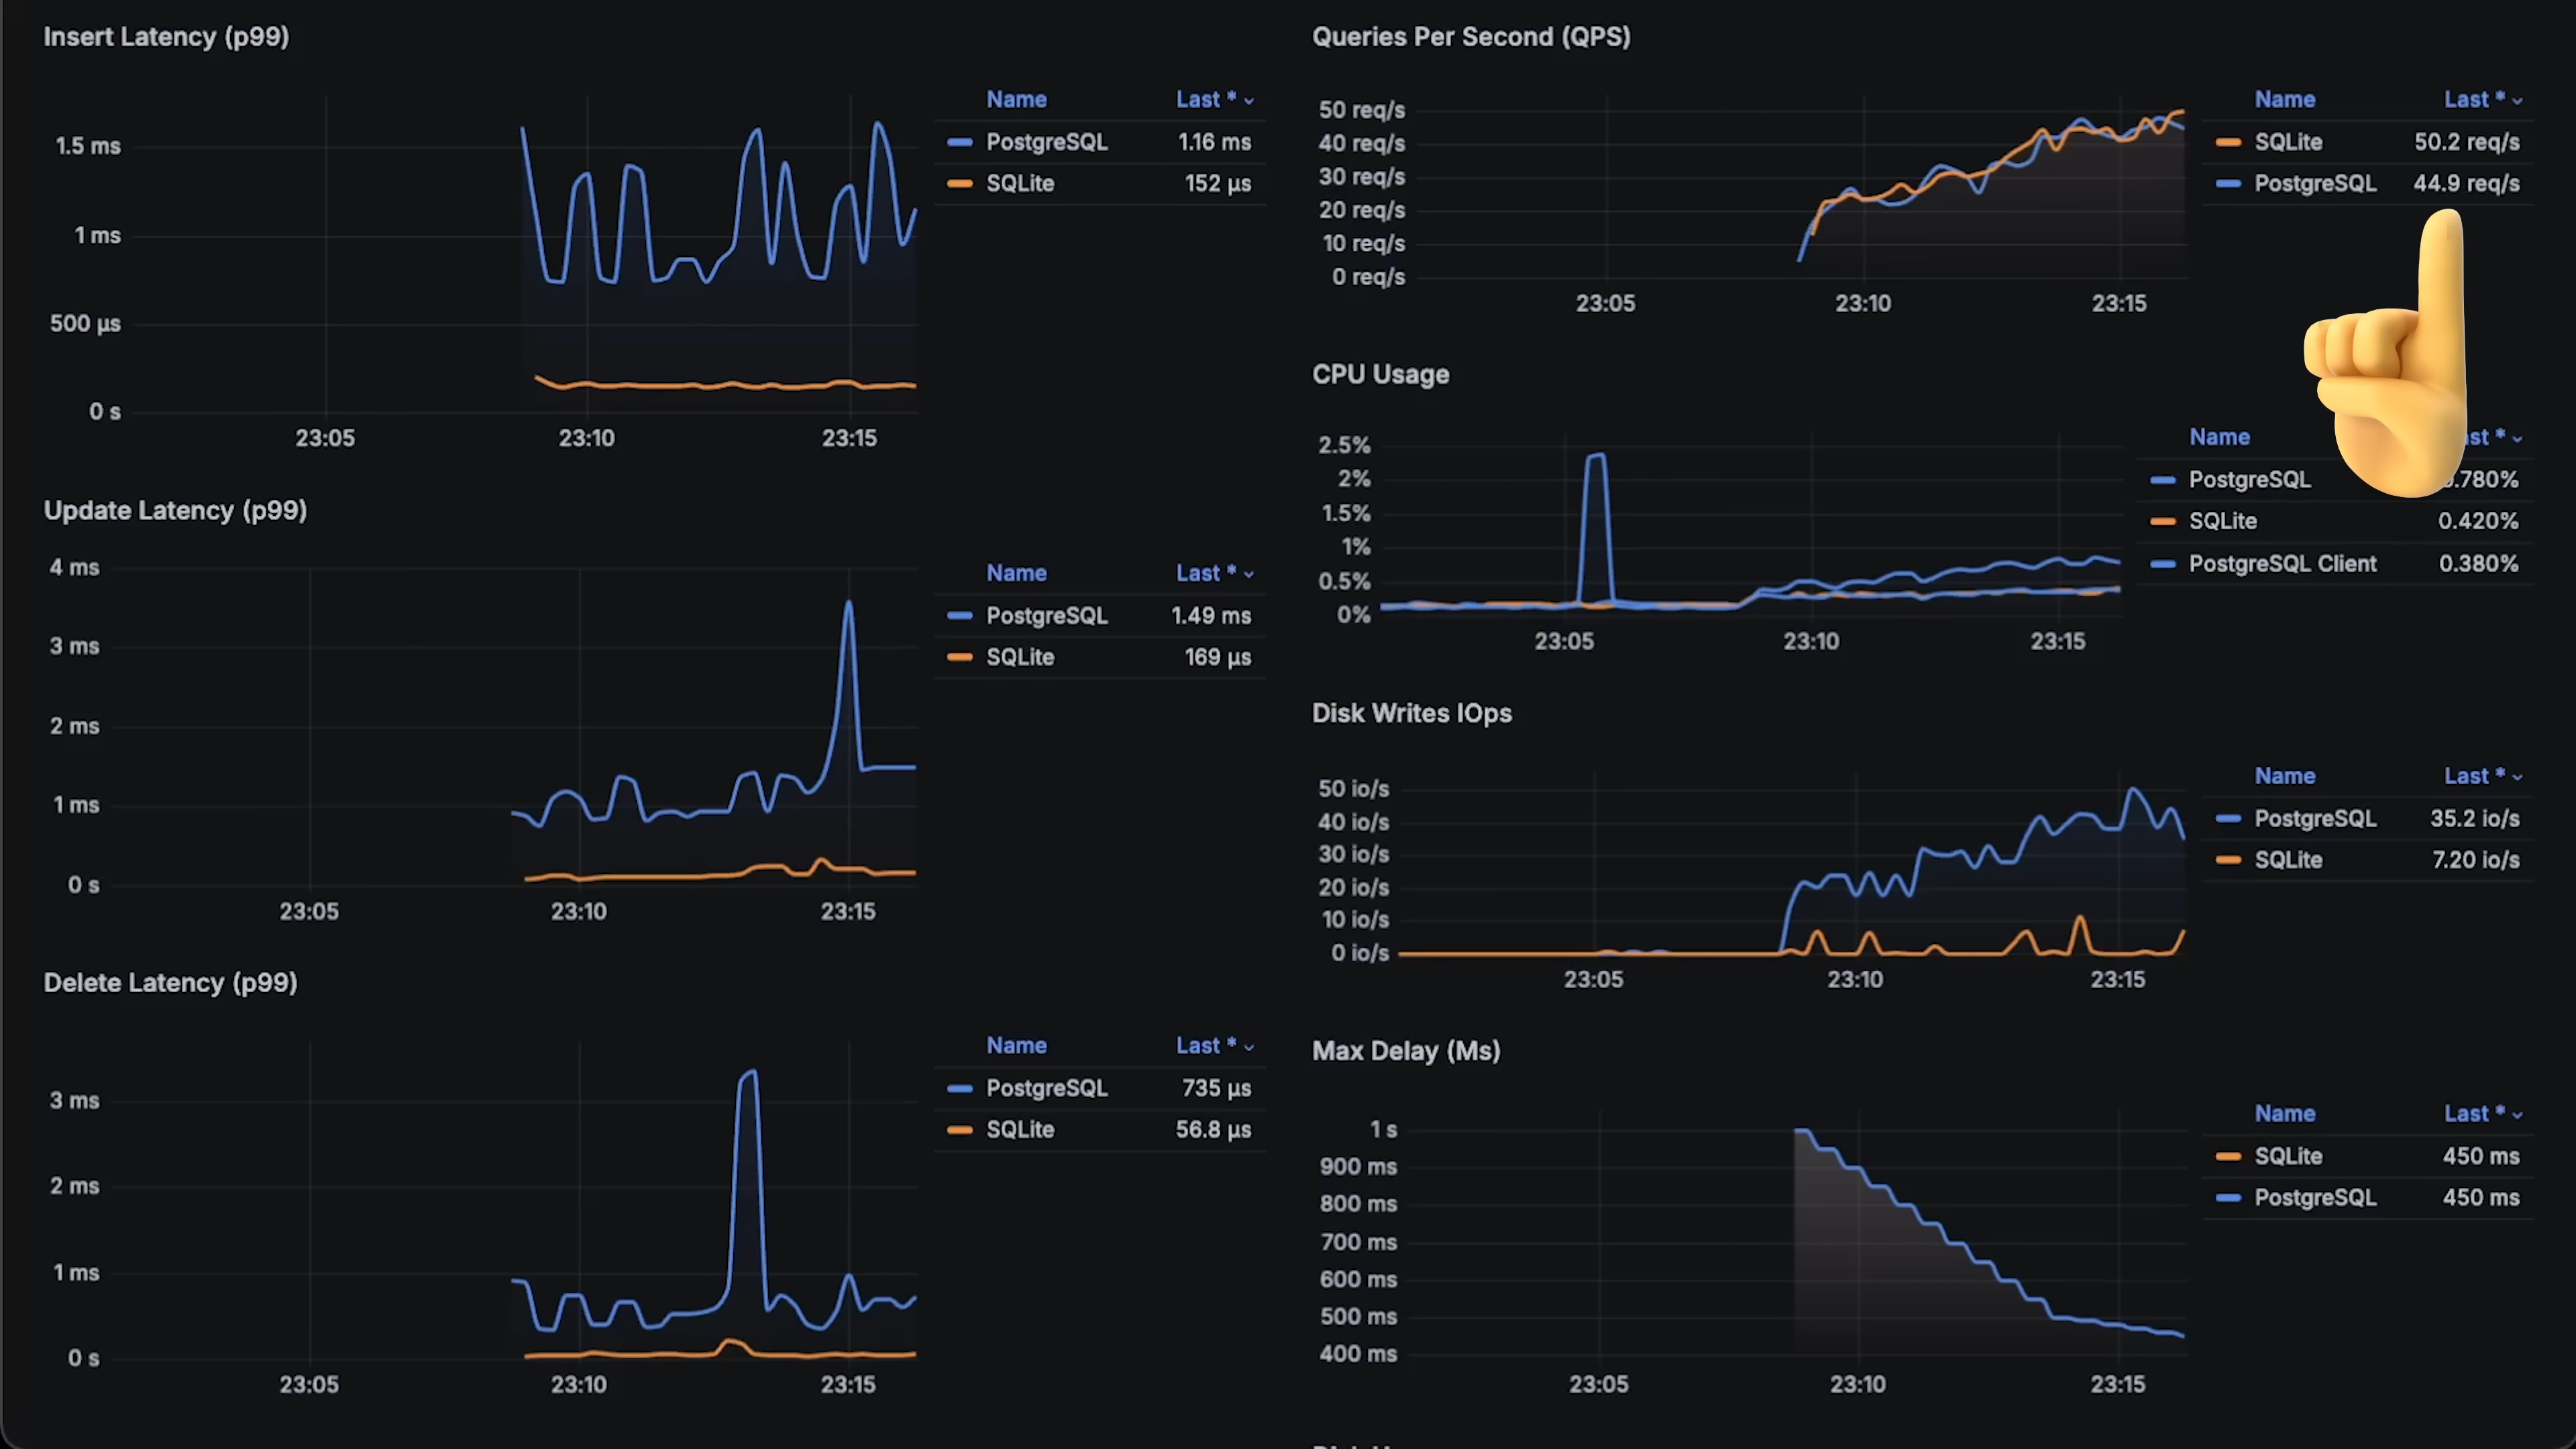 Insert Latency (p99)
Name Last *
PostgreSQL 1.16 ms
SQLite 152 µs
1.5 ms
1 ms
500 µs
0 s
23:05 23:10 23:15
Update Latency (p99)
Name Last *
PostgreSQL 1.49 ms
SQLite 169 µs
4 ms
3 ms
2 ms
1 ms
0 s
23:05 23:10 23:15
Delete Latency (p99)
Name Last *
PostgreSQL 735 µs
SQLite 56.8 µs
3 ms
2 ms
1 ms
0 s
23:05 23:10 23:15
Queries Per Second (QPS)
Name Last *
SQLite 50.2 req/s
PostgreSQL 44.9 req/s
50 req/s
40 req/s
30 req/s
20 req/s
10 req/s
0 req/s
23:05 23:10 23:15
CPU Usage
Name
PostgreSQL
SQLite 0.420%
PostgreSQL Client 0.380%
2.5%
2%
1.5%
1%
0.5%
0%
23:05 23:10 23:15
Disk Writes IOps
Name Last *
PostgreSQL 35.2 io/s
SQLite 7.20 io/s
50 io/s
40 io/s
30 io/s
20 io/s
10 io/s
0 io/s
23:05 23:10 23:15
Max Delay (Ms)
Name Last *
SQLite 450 ms
PostgreSQL 450 ms
1 s
900 ms
800 ms
700 ms
600 ms
500 ms
400 ms
23:05 23:10 23:15